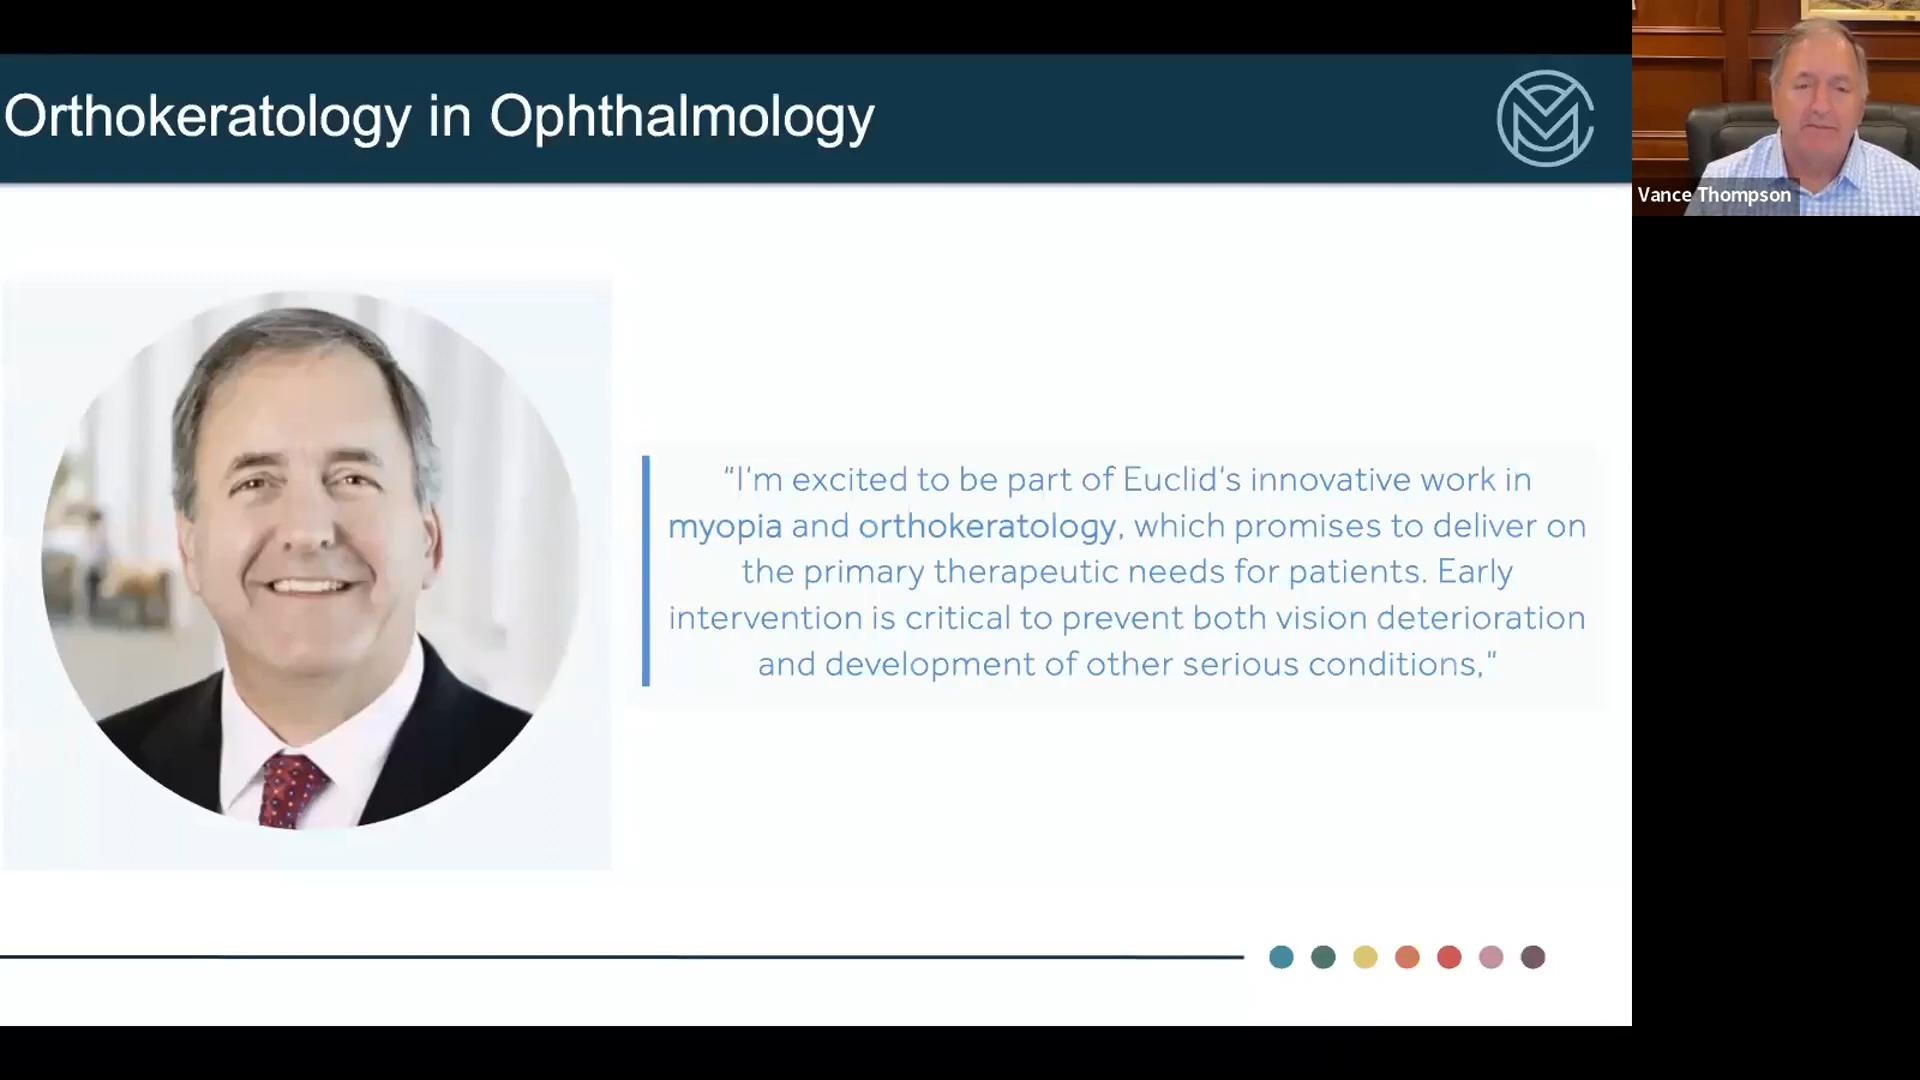 Orthokeratology in Ophthalmology
Vance Thompson
“I’m excited to be part of Euclid’s innovative work in
myopia and orthokeratology, which promises to deliver on
the primary therapeutic needs for patients. Early
intervention is critical to prevent both vision deterioration
and development of other serious conditions,”